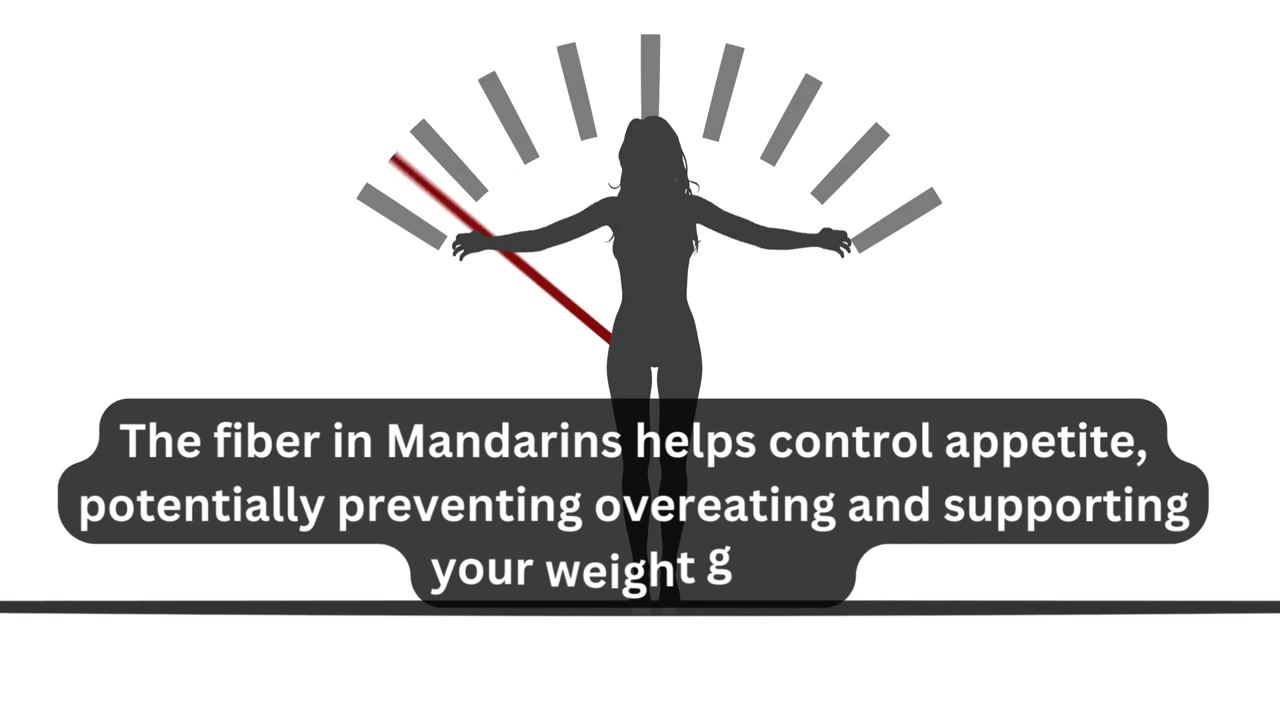 The fiber in Mandarins helps control appetite,
potentially preventing overeating and supporting
your weight g